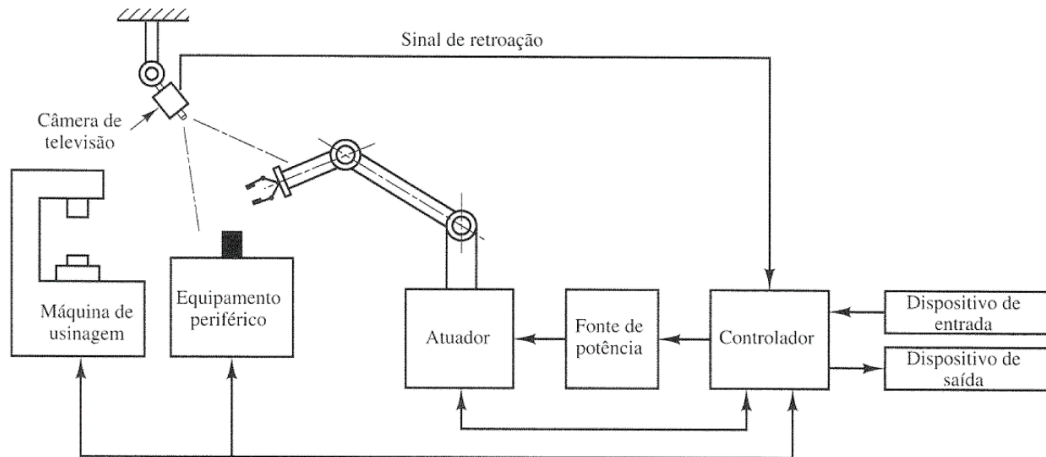 Sinal de retroação
Câmera de
televisão
Máquina de
usinagem
Equipamento
periférico
Atuador
Fonte de
potência
Controlador
Dispositivo de
entrada
Dispositivo de
saída